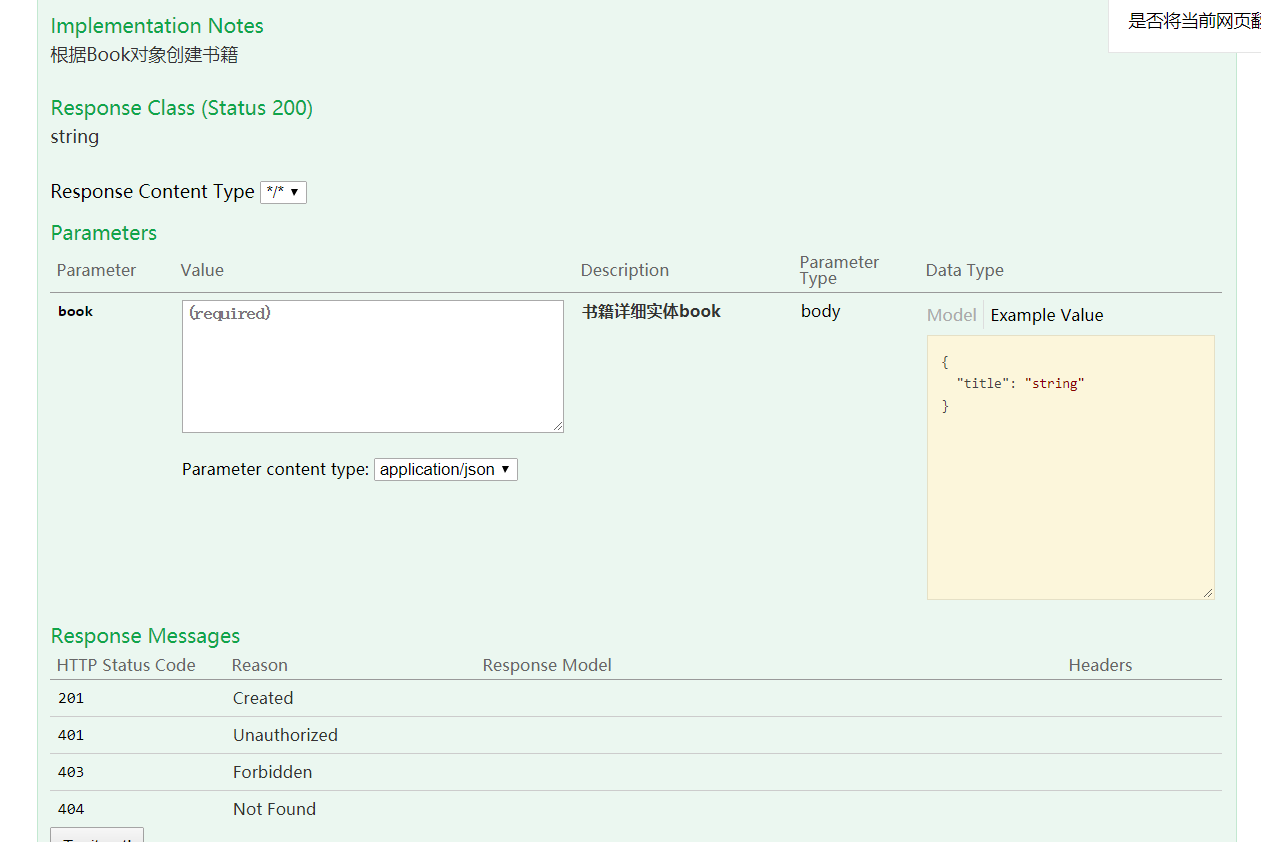 Implementation Notes
是否将当前网页翻
根据Book对象创建书籍
Response Class (Status 200)
string
Response Content Type */*
Parameters
Parameter Value Description Parameter Type Data Type
book (required) 书籍详细实体book body Model Example Value
{
"title": "string"
}
Parameter content type: application/json
Response Messages
HTTP Status Code Reason Response Model Headers
201 Created
401 Unauthorized
403 Forbidden
404 Not Found